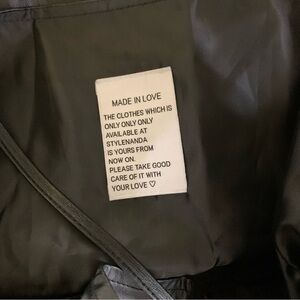 MADE IN LOVE
THE CLOTHES WHICH IS
ONLY ONLY ONLY
AVAILABLE AT
STYLENANDA
IS YOURS FROM
NOW ON.
PLEASE TAKE GOOD
CARE OF IT WITH
YOUR LOVE ♡